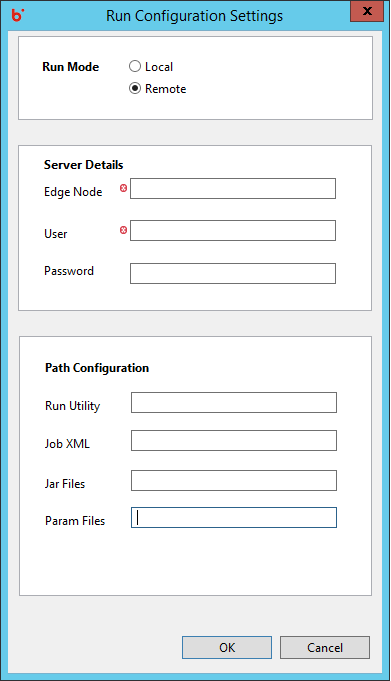 b
Run Configuration Settings
x
Run Mode
Local
Remote
Server Details
Edge Node
User
Password
Path Configuration
Run Utility
Job XML
Jar Files
Param Files
OK
Cancel